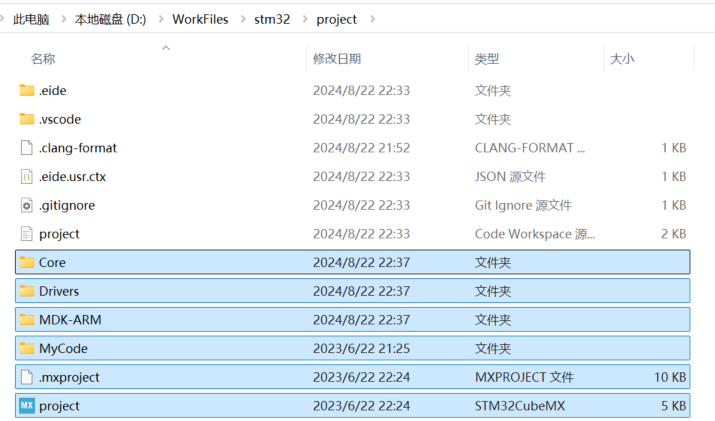 此电脑 > 本地磁盘 (D:) > WorkFiles > stm32 > project >
名称 修改日期 类型 大小
.eide 2024/8/22 22:33 文件夹
.vscode 2024/8/22 22:33 文件夹
.clang-format 2024/8/22 21:52 CLANG-FORMAT ... 1 KB
.eide.usr.ctx 2024/8/22 22:33 JSON 源文件 1 KB
.gitignore 2024/8/22 22:33 Git Ignore 源文件 1 KB
project 2024/8/22 22:33 Code Workspace 源... 2 KB
Core 2024/8/22 22:37 文件夹
Drivers 2024/8/22 22:37 文件夹
MDK-ARM 2024/8/22 22:37 文件夹
MyCode 2023/6/22 21:25 文件夹
.mxproject 2023/6/22 22:24 MXPROJECT 文件 10 KB
MX project 2023/6/22 22:24 STM32CubeMX 5 KB